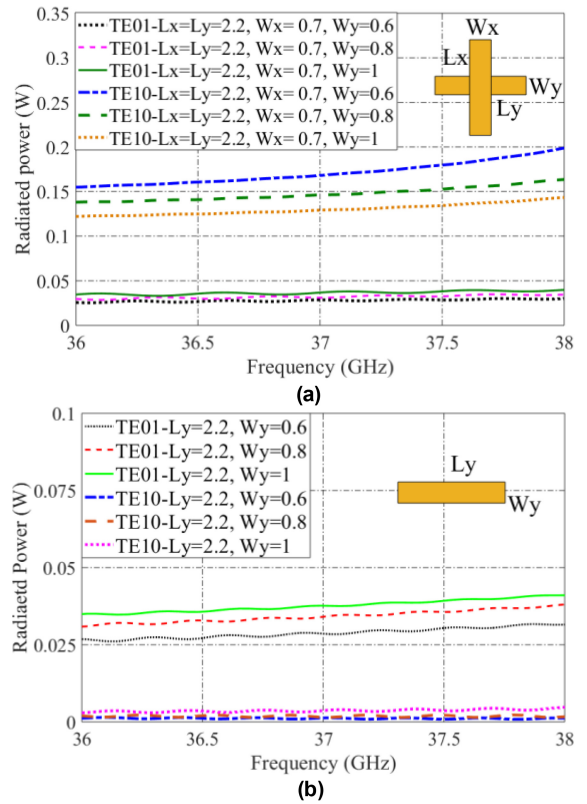 0.35
0.3
0.25
0.2
0.15
0.1
0.05
0
Radiated power (W)
TE01-Lx=Ly=2.2, Wx= 0.7, Wy=0.6
TE01-Lx=Ly=2.2, Wx= 0.7, Wy=0.8
TE01-Lx=Ly=2.2, Wx= 0.7, Wy=1
TE10-Lx=Ly=2.2, Wx= 0.7, Wy=0.6
TE10-Lx=Ly=2.2, Wx= 0.7, Wy=0.8
TE10-Lx=Ly=2.2, Wx= 0.7, Wy=1
Wx
Lx
Wy
Ly
36 36.5 37 37.5 38
Frequency (GHz)
(a)
0.1
0.075
0.05
0.025
0
Radiactd Power (W)
TE01-Ly=2.2, Wy=0.6
TE01-Ly=2.2, Wy=0.8
TE01-Ly=2.2, Wy=1
TE10-Ly=2.2, Wy=0.6
TE10-Ly=2.2, Wy=0.8
TE10-Ly=2.2, Wy=1
Ly
Wy
36 36.5 37 37.5 38
Frequency (GHz)
(b)